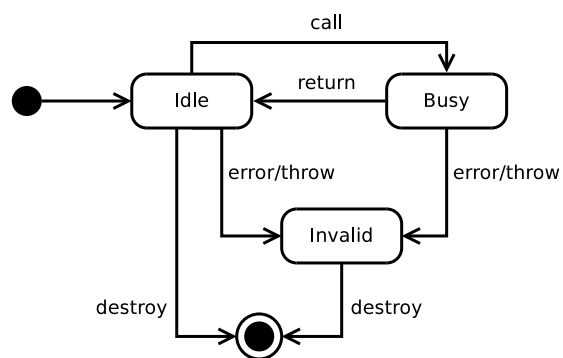 call
Idle
return
Busy
error/throw
error/throw
Invalid
destroy
destroy